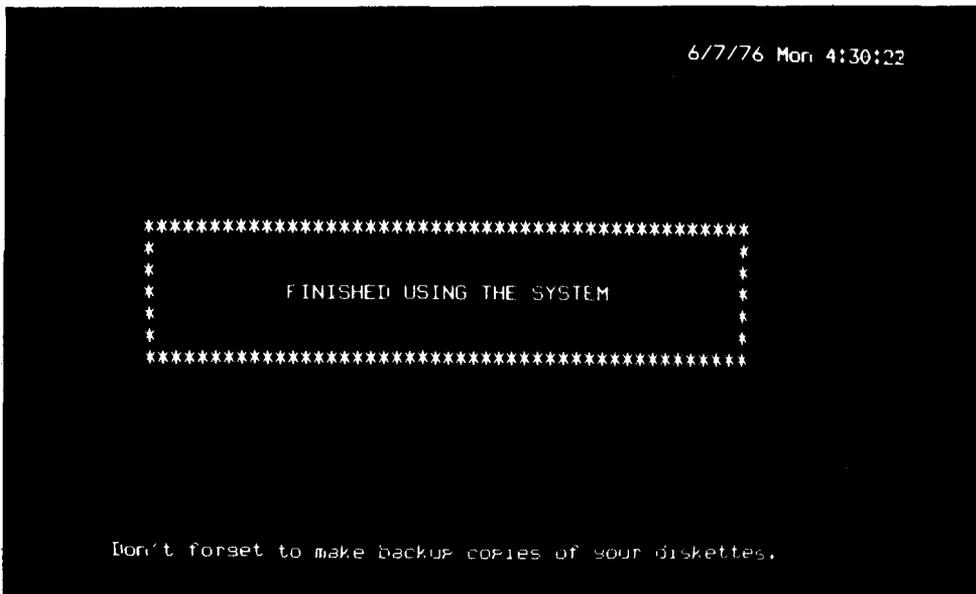 6/7/76 Mon 4:30:22
FINISHED USING THE SYSTEM
Don't forget to make backup copies of your diskettes.